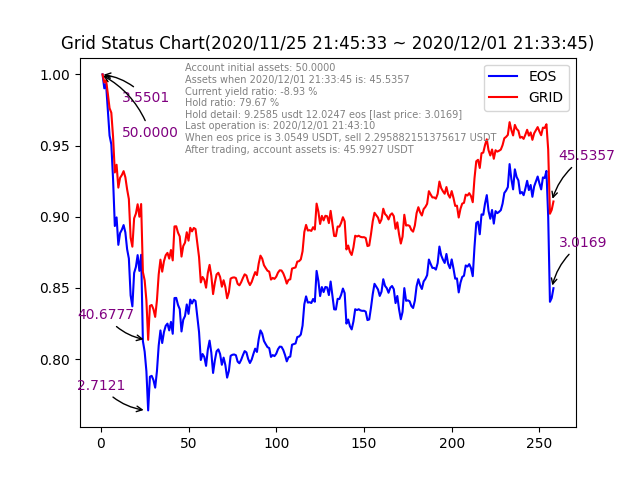 Grid Status Chart(2020/11/25 21:45:33 ~ 2020/12/01 21:33:45)
Account initial assets: 50.0000
Assets when 2020/12/01 21:33:45 is: 45.5357
Current yield ratio: -8.93 %
Hold ratio: 79.67 %
Hold detail: 9.2585 usdt 12.0247 eos [last price: 3.0169]
Last operation is: 2020/12/01 21:43:10
When eos price is 3.0549 USDT, sell 2.295882151375617 USDT
After trading, account assets is: 45.9927 USDT
EOS
GRID
3.5501
50.0000
45.5357
3.0169
40.6777
2.7121
1.00
0.95
0.90
0.85
0.80
0
50
100
150
200
250